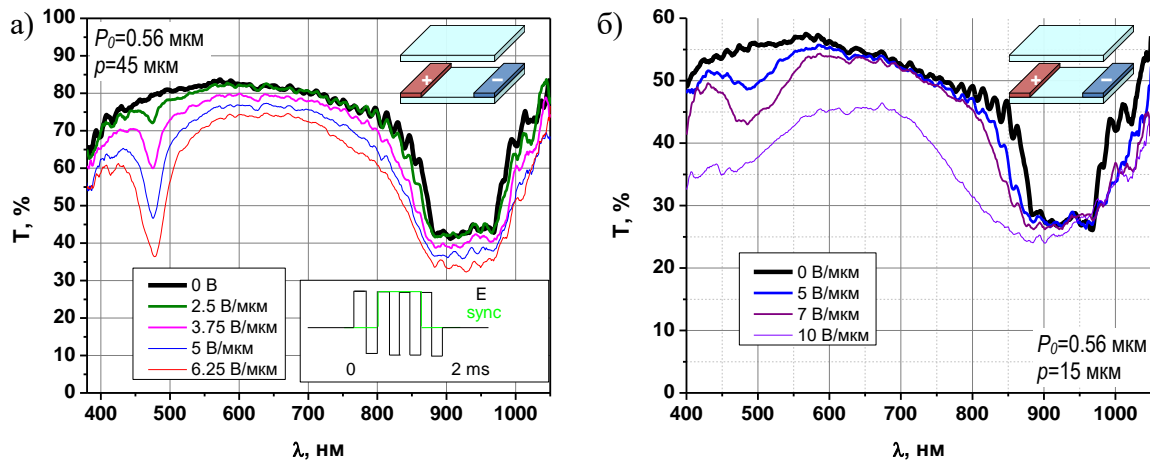 а)
P₀=0.56 мкм
p=45 мкм
+
−
T, %
100
90
80
70
60
50
40
30
20
10
0
0 В
2.5 В/мкм
3.75 В/мкм
5 В/мкм
6.25 В/мкм
E
sync
0
2 ms
400
500
600
700
800
900
1000
λ, нм
б)
+
−
T, %
60
50
40
30
20
10
0
0 В/мкм
5 В/мкм
7 В/мкм
10 В/мкм
P₀=0.56 мкм
p=15 мкм
400
500
600
700
800
900
1000
λ, нм